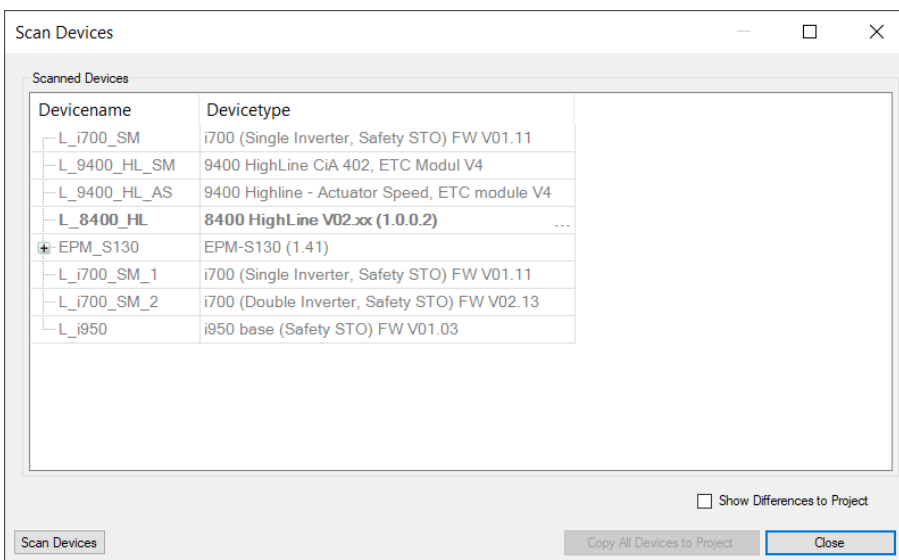 Scan Devices
Scanned Devices
Devicename Devicetype
L_i700_SM i700 (Single Inverter, Safety STO) FW V01.11
L_9400_HL_SM 9400 HighLine CiA 402, ETC Modul V4
L_9400_HL_AS 9400 Highline - Actuator Speed, ETC module V4
L_8400_HL 8400 HighLine V02.xx (1.0.0.2) ...
EPM_S130 EPM-S130 (1.41)
L_i700_SM_1 i700 (Single Inverter, Safety STO) FW V01.11
L_i700_SM_2 i700 (Double Inverter, Safety STO) FW V02.13
L_i950 i950 base (Safety STO) FW V01.03
Show Differences to Project
Scan Devices Copy All Devices to Project Close